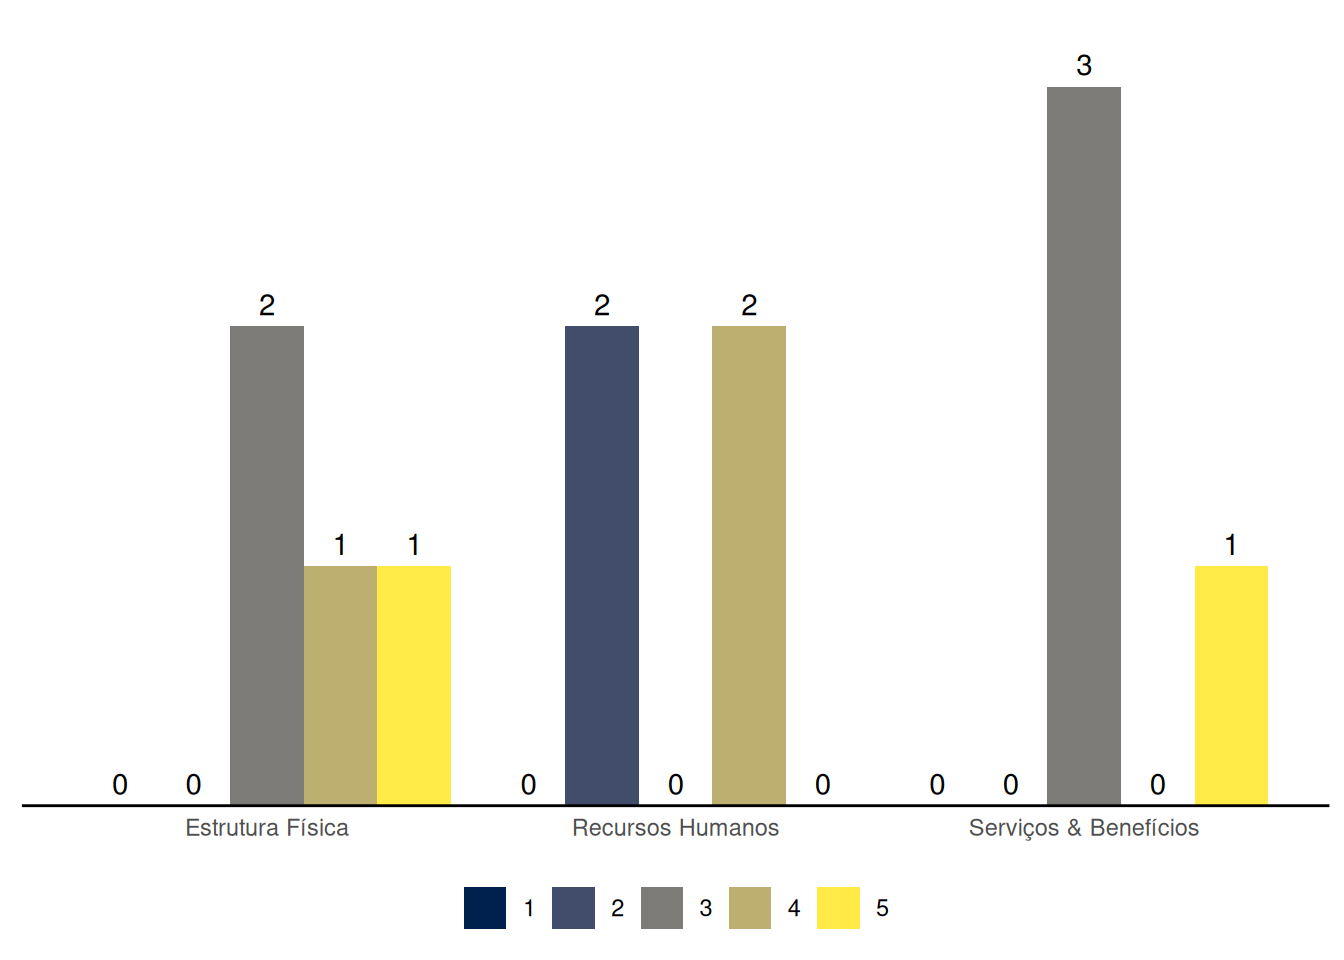 3
2 2 2
1 1 1
0 0 0 0 0 0 0 0
Estrutura Física Recursos Humanos Serviços & Benefícios
1 2 3 4 5